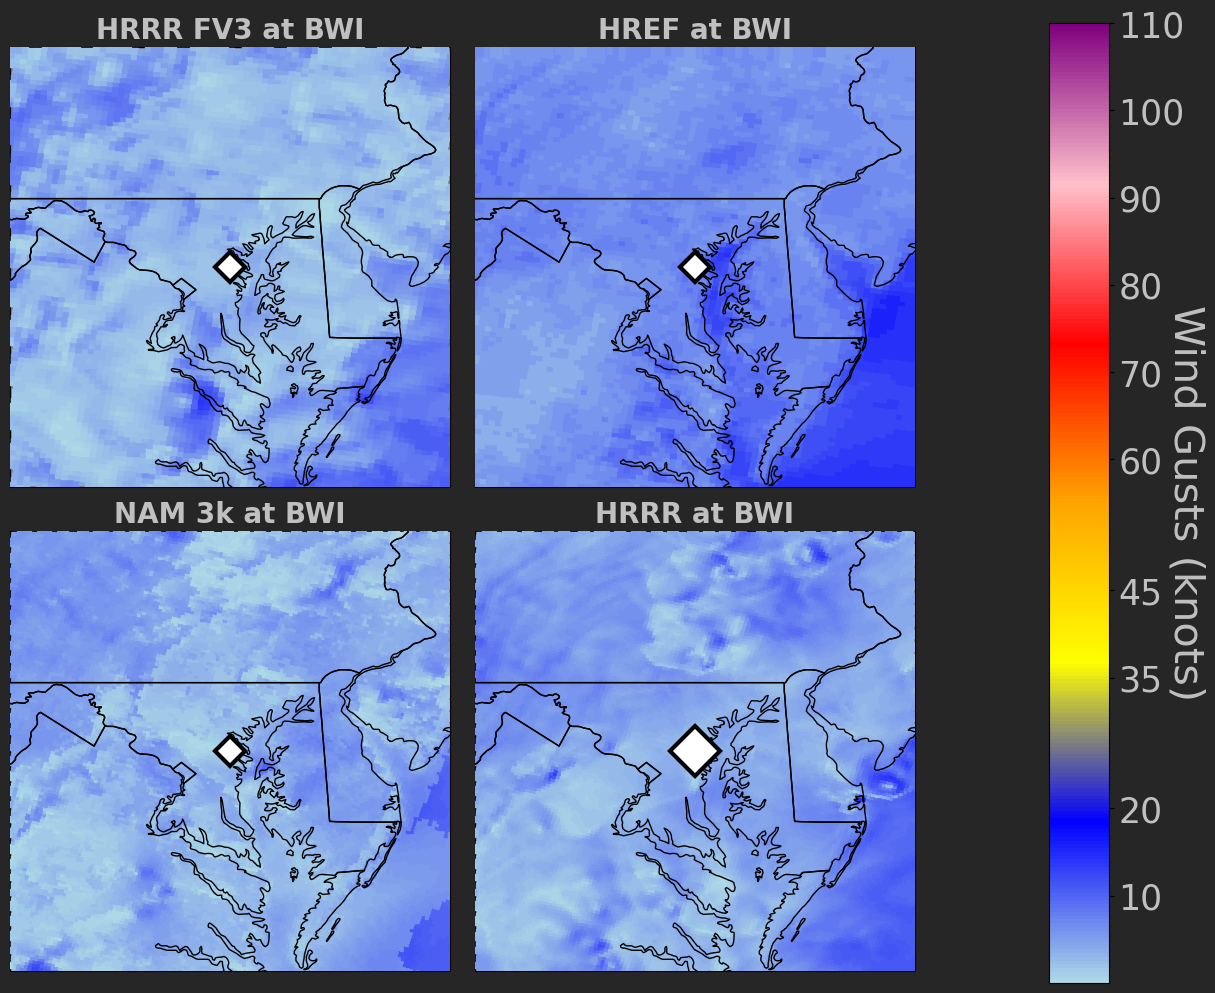 HRRR FV3 at BWI
HREF at BWI
NAM 3k at BWI
HRRR at BWI
110
100
90
80
70
60
45
35
20
10
Wind Gusts (knots)